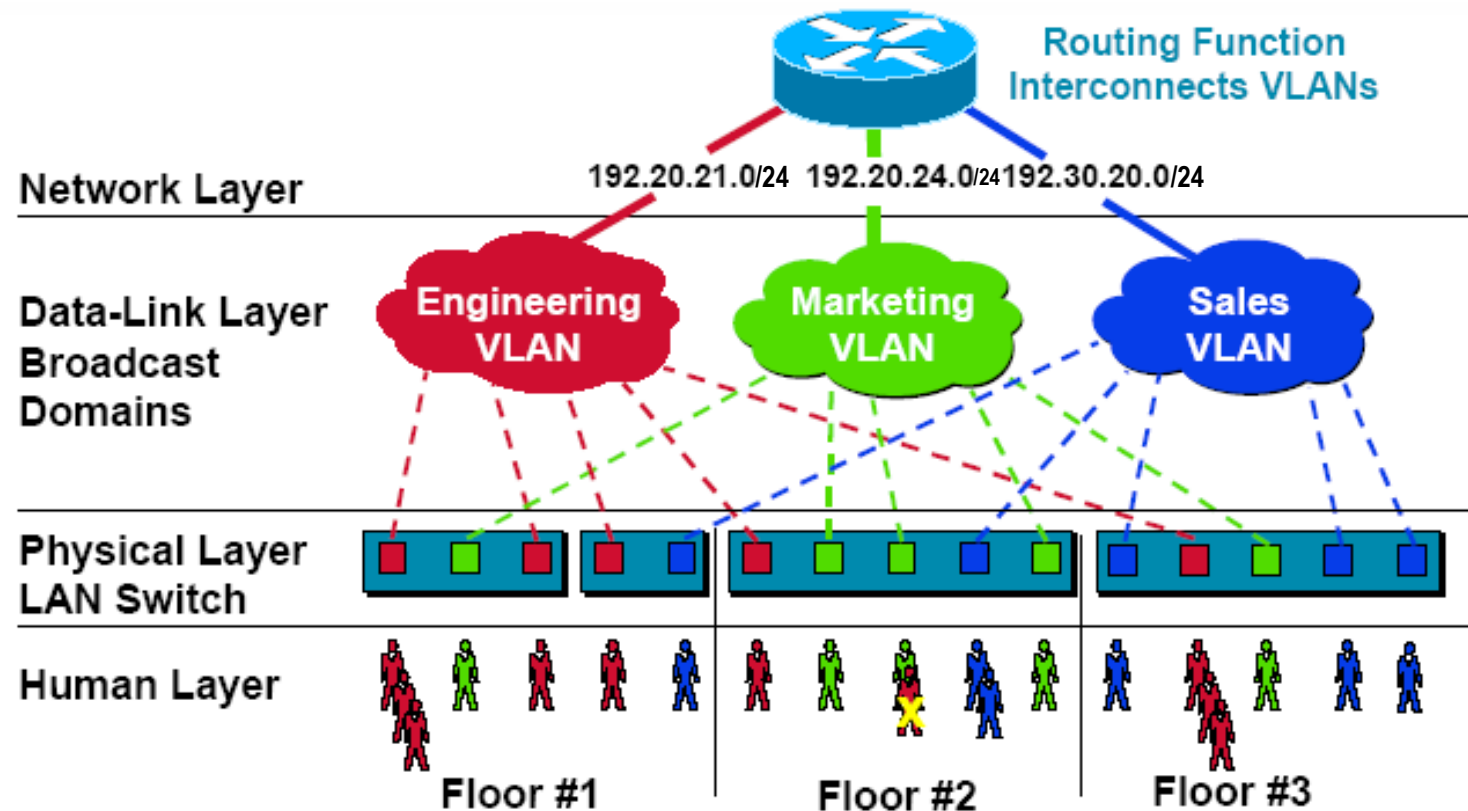 Routing Function
Interconnects VLANs
192.20.21.0/24 192.20.24.0/24 192.30.20.0/24
Network Layer
Engineering
VLAN
Marketing
VLAN
Sales
VLAN
Data-Link Layer
Broadcast
Domains
Physical Layer
LAN Switch
Human Layer
X
Floor #1
Floor #2
Floor #3